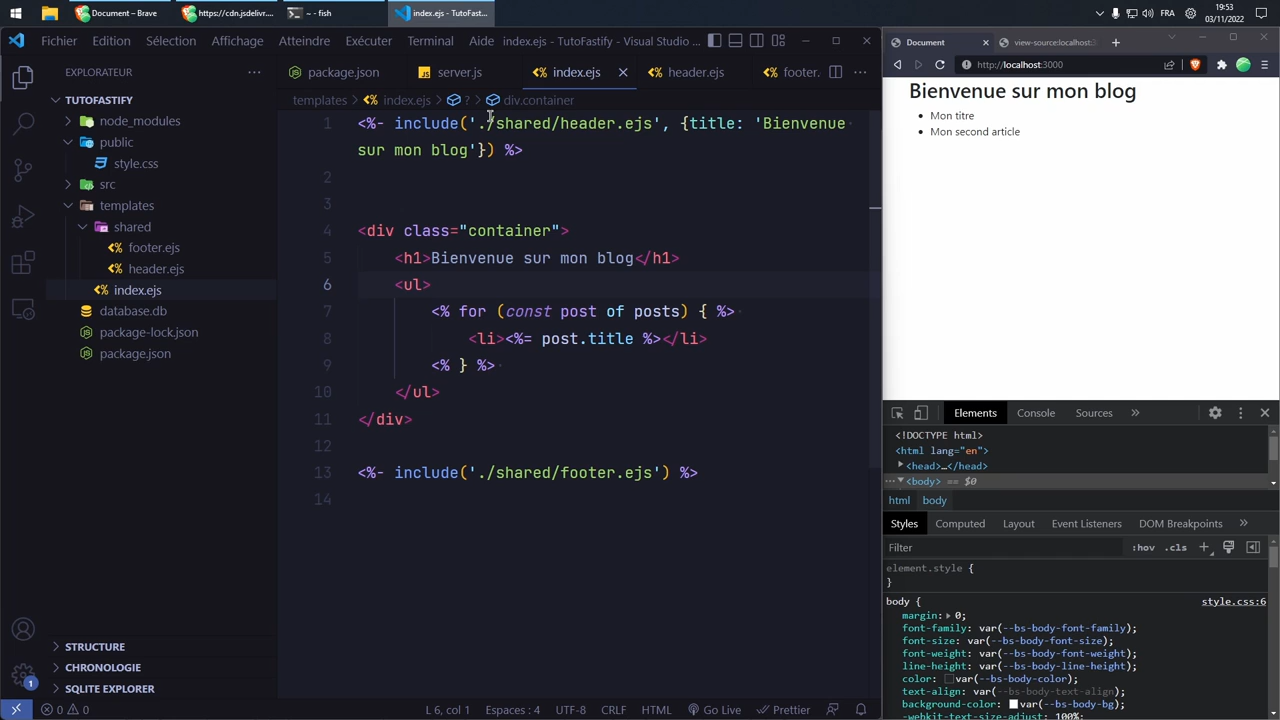 Document – Brave
https://cdn.jsdelivr....
~ - fish
index.ejs - TutoFast...
FRA
19:53
03/11/2022
Fichier
Edition
Sélection
Affichage
Atteindre
Exécuter
Terminal
Aide
index.ejs - TutoFastify - Visual Studio ...
EXPLORATEUR
TUTOFASTIFY
node_modules
public
style.css
src
templates
shared
footer.ejs
header.ejs
index.ejs
database.db
package-lock.json
package.json
STRUCTURE
CHRONOLOGIE
SQLITE EXPLORER
package.json
server.js
index.ejs
header.ejs
footer.
templates > index.ejs > ? > div.container
1 <%- include('./shared/header.ejs', {title: 'Bienvenue
sur mon blog'}) %>
2
3
4 <div class="container">
5 <h1>Bienvenue sur mon blog</h1>
6 <ul>
7 <% for (const post of posts) { %>
8 <li><%= post.title %></li>
9 <% } %>
10 </ul>
11 </div>
12
13 <%- include('./shared/footer.ejs') %>
14
1
0 0
L 6, col 1
Espaces : 4
UTF-8
CRLF
HTML
Go Live
Prettier
Document
view-source:localhost:3000
http://localhost:3000
Bienvenue sur mon blog
Mon titre
Mon second article
Elements
Console
Sources
<!DOCTYPE html>
<html lang="en">
<head>…</head>
<body> == $0
html
body
Styles
Computed
Layout
Event Listeners
DOM Breakpoints
Filter
:hov
.cls
element.style {
}
body {
style.css:6
margin: 0;
font-family: var(--bs-body-font-family);
font-size: var(--bs-body-font-size);
font-weight: var(--bs-body-font-weight);
line-height: var(--bs-body-line-height);
color: var(--bs-body-color);
text-align: var(--bs-body-text-align);
background-color: var(--bs-body-bg);
-webkit-text-size-adjust: 100%;